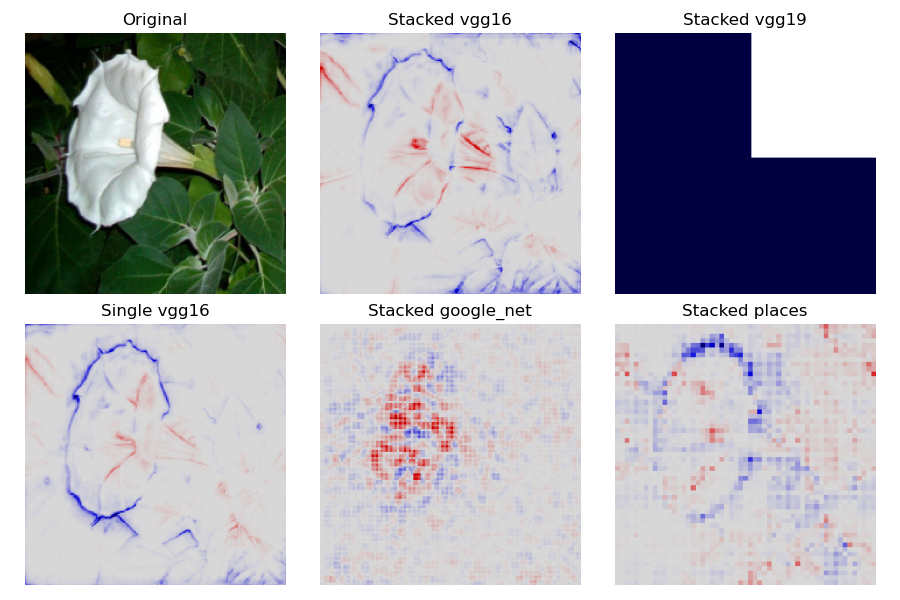 Original
Stacked vgg16
Stacked vgg19
Single vgg16
Stacked google_net
Stacked places